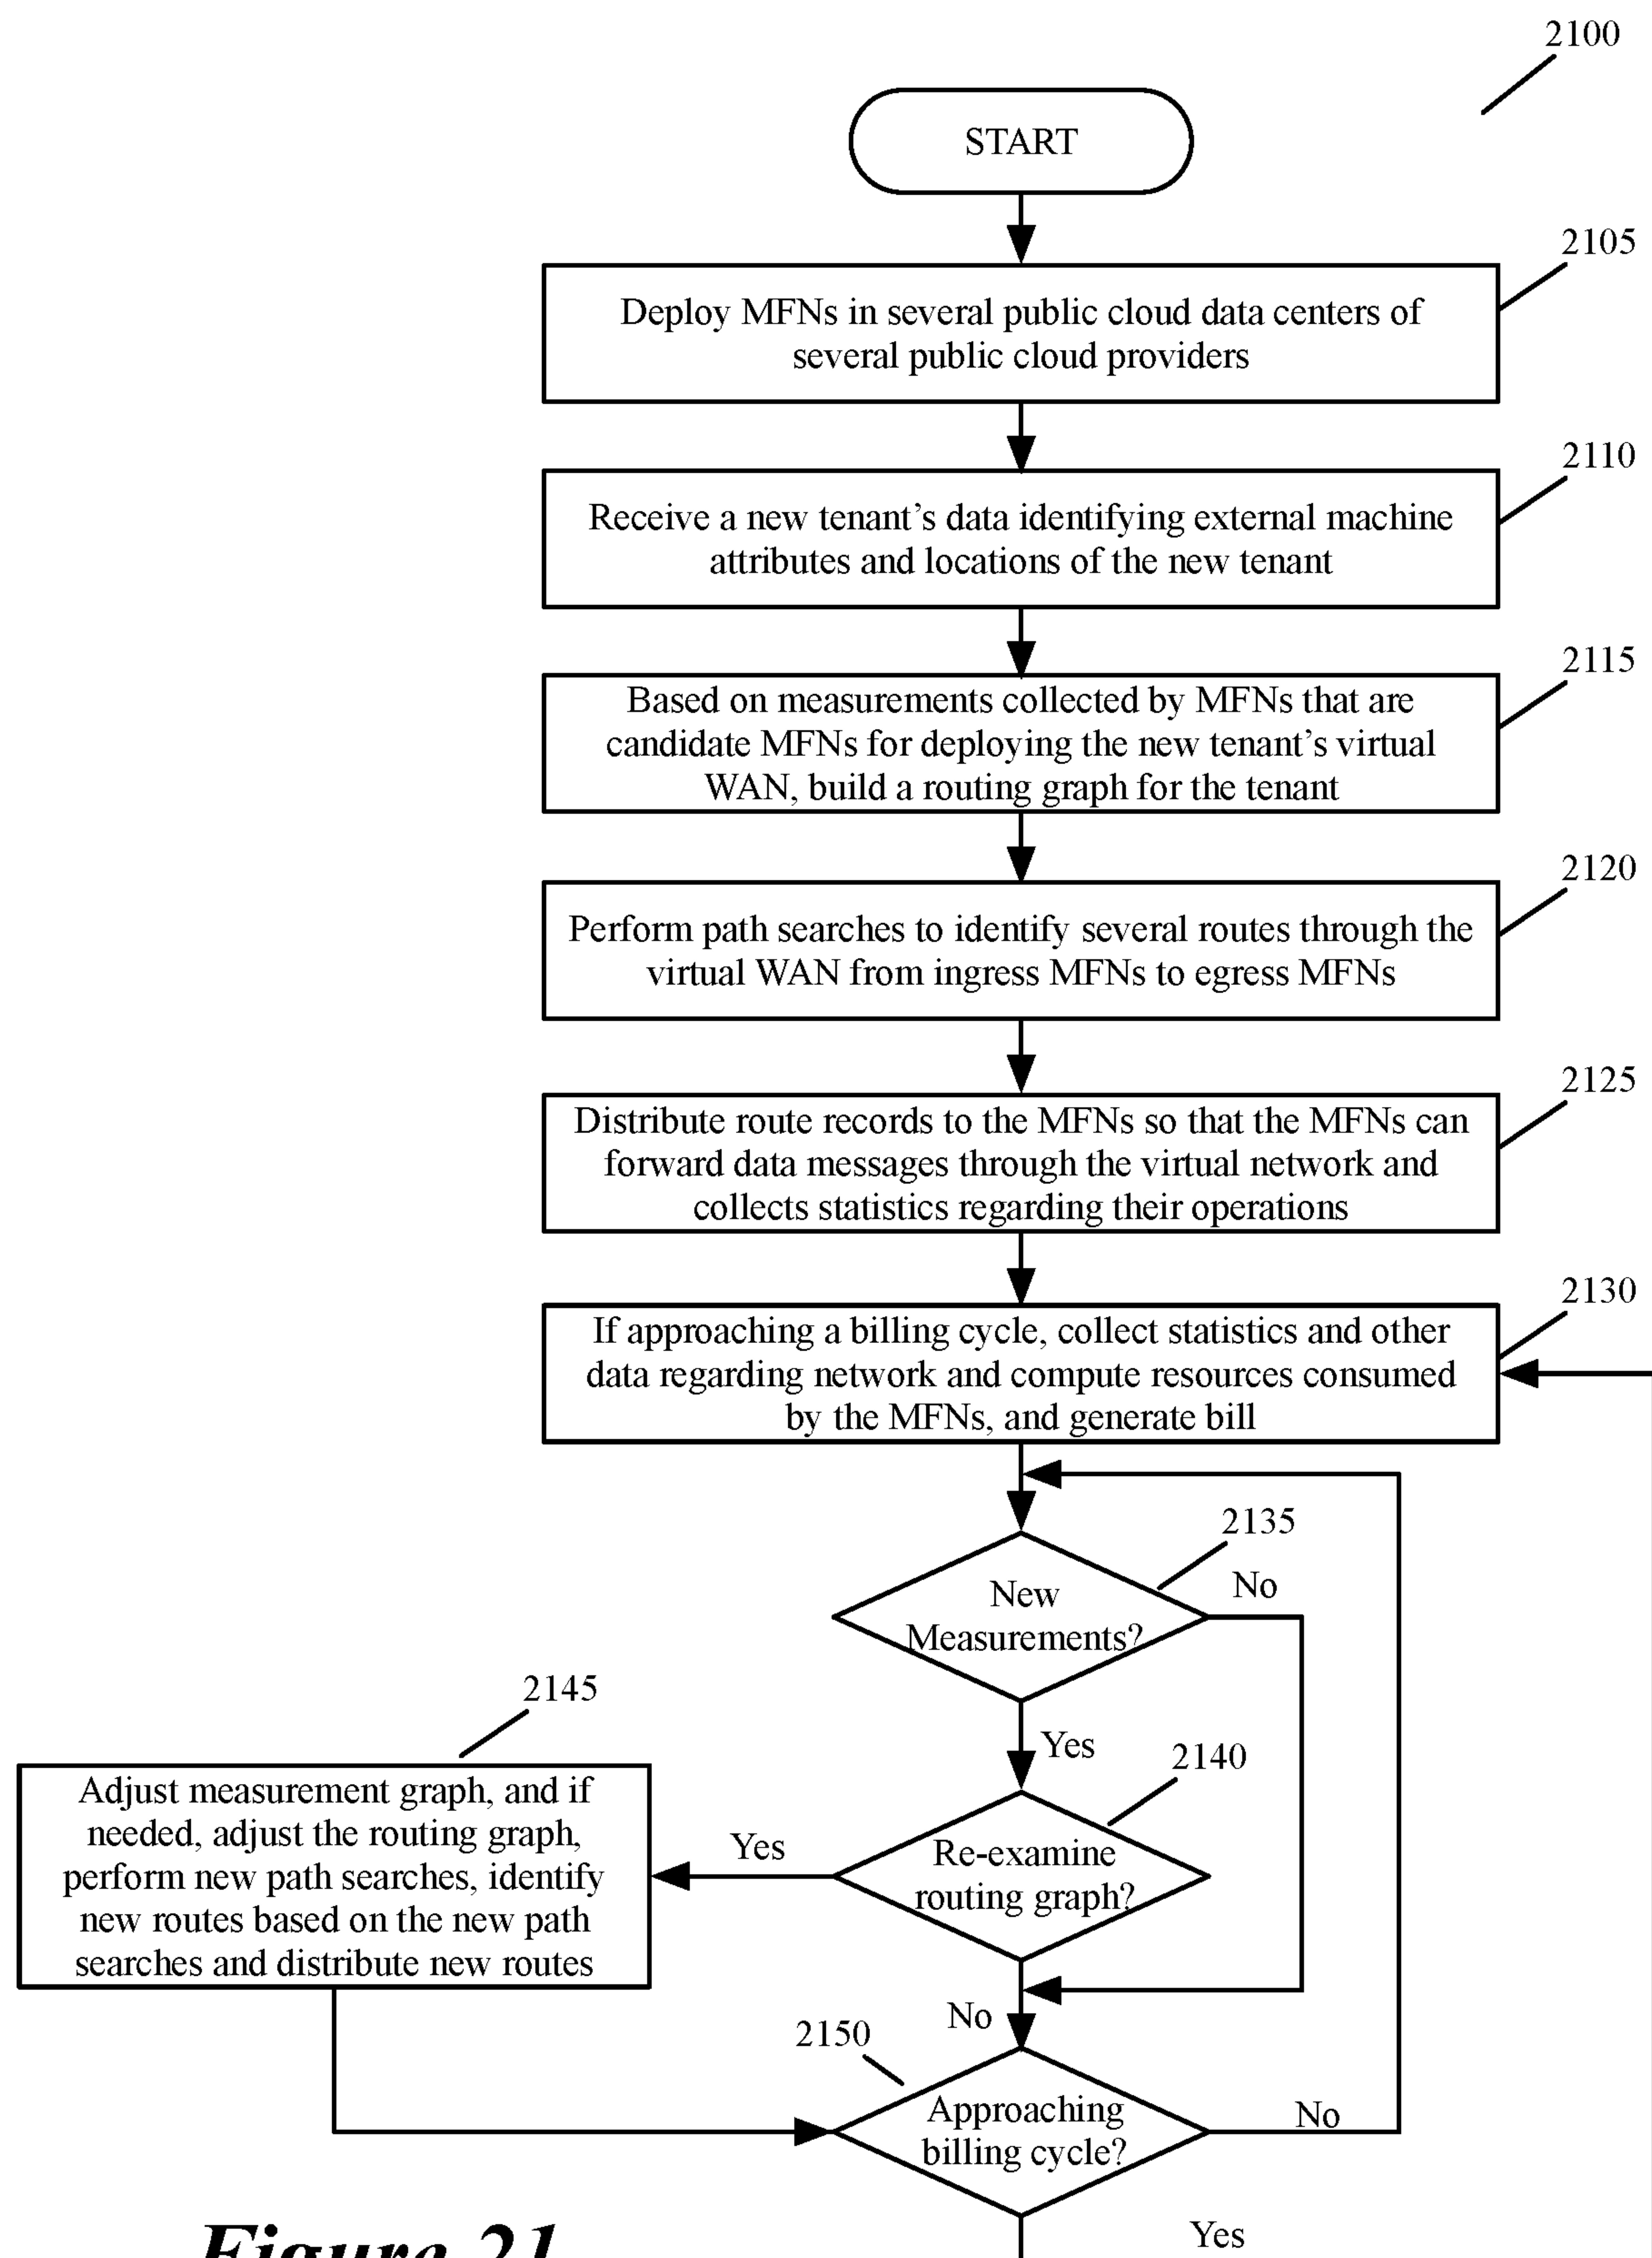 2100
START
2105
Deploy MFNs in several public cloud data centers of
several public cloud providers
2110
Receive a new tenant’s data identifying external machine
attributes and locations of the new tenant
2115
Based on measurements collected by MFNs that are
candidate MFNs for deploying the new tenant’s virtual
WAN, build a routing graph for the tenant
2120
Perform path searches to identify several routes through the
virtual WAN from ingress MFNs to egress MFNs
2125
Distribute route records to the MFNs so that the MFNs can
forward data messages through the virtual network and
collects statistics regarding their operations
2130
If approaching a billing cycle, collect statistics and other
data regarding network and compute resources consumed
by the MFNs, and generate bill
2135
New
Measurements?
No
Yes
2140
Re-examine
routing graph?
Yes
2145
Adjust measurement graph, and if
needed, adjust the routing graph,
perform new path searches, identify
new routes based on the new path
searches and distribute new routes
No
2150
Approaching
billing cycle?
No
Yes
Figure 21